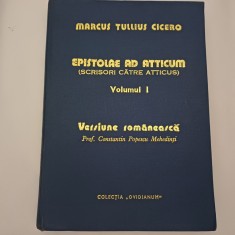 MARCUS TULLIUS CICERO
EPISTOLAE AD ATTICUM
(SCRISORI CĂTRE ATTICUS)
Volumul I
Versiune românească
Prof. Constantin Popescu Mehedinţi
COLECŢIA „OVIDIANUM"